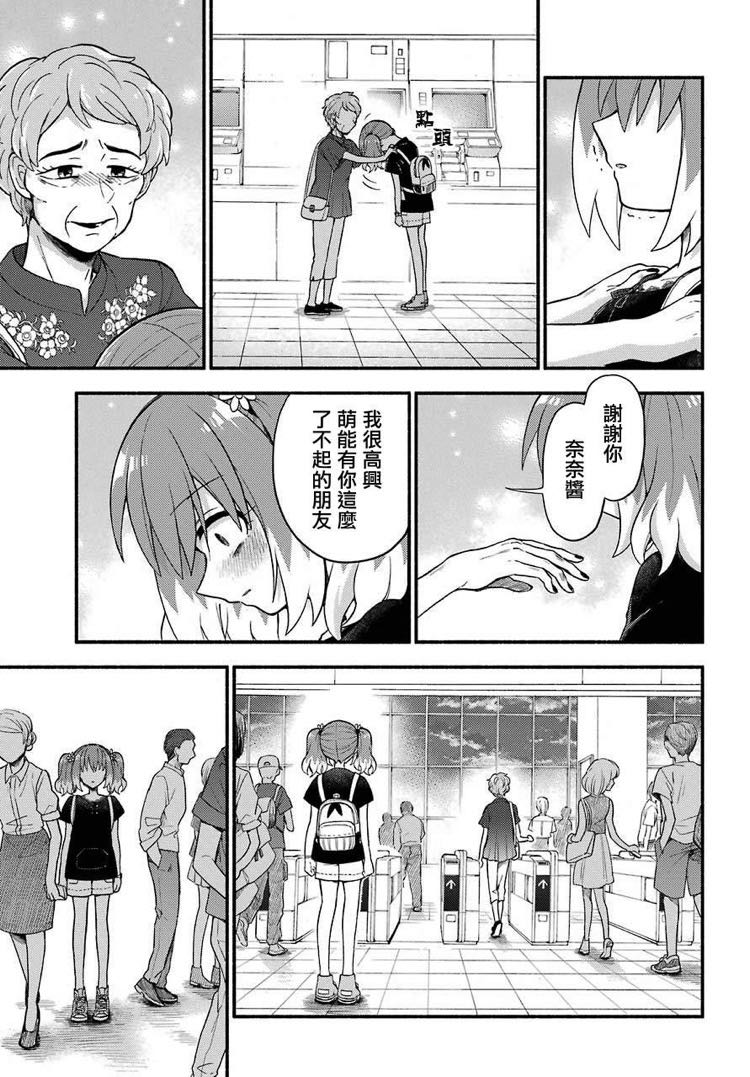 點頭
謝謝你
奈奈醬
我很高興
萌能有你這麼
了不起的朋友